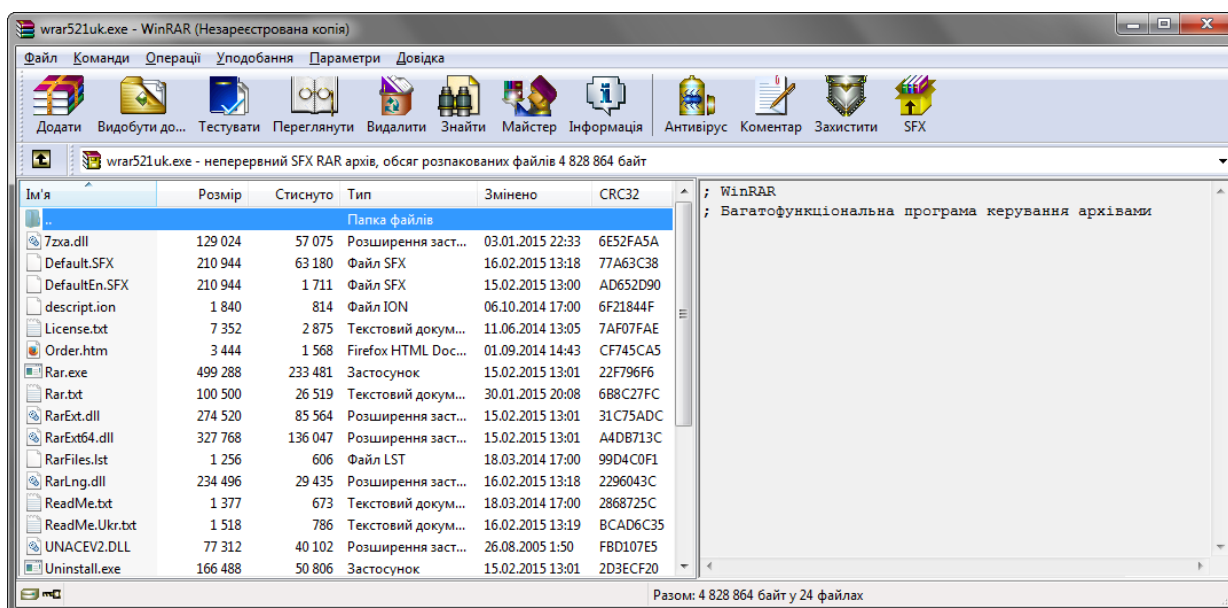 wrar521uk.exe - WinRAR (Незареєстрована копія)
Файл Команди Операції Уподобання Параметри Довідка
Додати Видобути до... Тестувати Переглянути Видалити Знайти Майстер Інформація Антивірус Коментар Захистити SFX
wrar521uk.exe - неперервний SFX RAR архів, обсяг розпакованих файлів 4 828 864 байт
Ім'я Розмір Стиснуто Тип Змінено CRC32
.. Папка файлів
7zxa.dll 129 024 57 075 Розширення заст... 03.01.2015 22:33 6E52FA5A
Default.SFX 210 944 63 180 Файл SFX 16.02.2015 13:18 77A63C38
DefaultEn.SFX 210 944 1 711 Файл SFX 15.02.2015 13:00 AD652D90
descript.ion 1 840 814 Файл ION 06.10.2014 17:00 6F21844F
License.txt 7 352 2 875 Текстовий докум... 11.06.2014 13:05 7AF07FAE
Order.htm 3 444 1 568 Firefox HTML Doc... 01.09.2014 14:43 CF745CA5
Rar.exe 499 288 233 481 Застосунок 15.02.2015 13:01 22F796F6
Rar.txt 100 500 26 519 Текстовий докум... 30.01.2015 20:08 6B8C27FC
RarExt.dll 274 520 85 564 Розширення заст... 15.02.2015 13:01 31C75ADC
RarExt64.dll 327 768 136 047 Розширення заст... 15.02.2015 13:01 A4DB713C
RarFiles.lst 1 256 606 Файл LST 18.03.2014 17:00 99D4C0F1
RarLng.dll 234 496 29 435 Розширення заст... 16.02.2015 13:18 2296043C
ReadMe.txt 1 377 673 Текстовий докум... 18.03.2014 17:00 2868725C
ReadMe.Ukr.txt 1 518 786 Текстовий докум... 16.02.2015 13:19 BCAD6C35
UNACEV2.DLL 77 312 40 102 Розширення заст... 26.08.2005 1:50 FBD107E5
Uninstall.exe 166 488 50 806 Застосунок 15.02.2015 13:01 2D3ECF20
; WinRAR
; Багатофункціональна програма керування архівами
Разом: 4 828 864 байт у 24 файлах